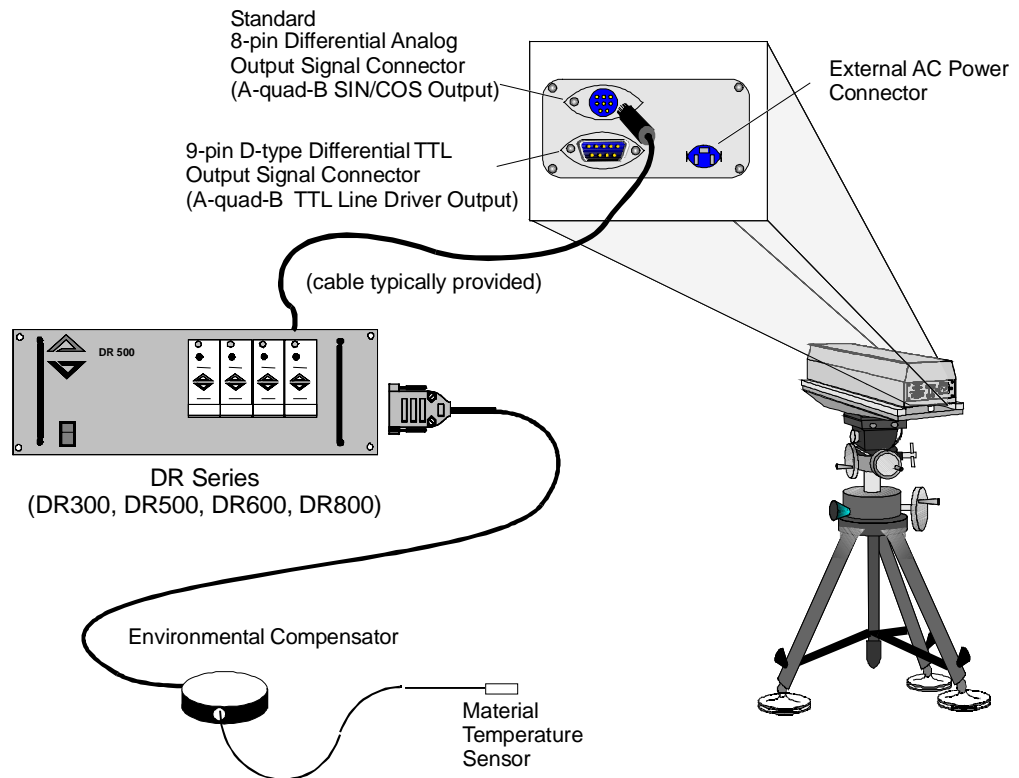 Standard
8-pin Differential Analog
Output Signal Connector
(A-quad-B SIN/COS Output)
External AC Power
Connector
9-pin D-type Differential TTL
Output Signal Connector
(A-quad-B TTL Line Driver Output)
(cable typically provided)
DR 500
DR Series
(DR300, DR500, DR600, DR800)
Environmental Compensator
Material
Temperature
Sensor